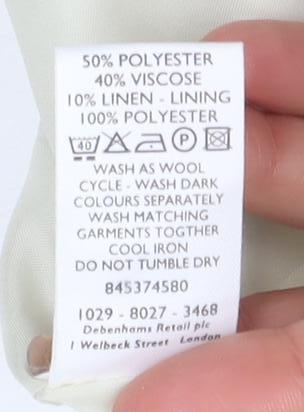 50% POLYESTER
40% VISCOSE
10% LINEN - LINING
100% POLYESTER
40 P
WASH AS WOOL
CYCLE - WASH DARK
COLOURS SEPARATELY
WASH MATCHING
GARMENTS TOGTHER
COOL IRON
DO NOT TUMBLE DRY
845374580
1029 - 8027 - 3468
Debenhams Retail plc
1 Welbeck Street London